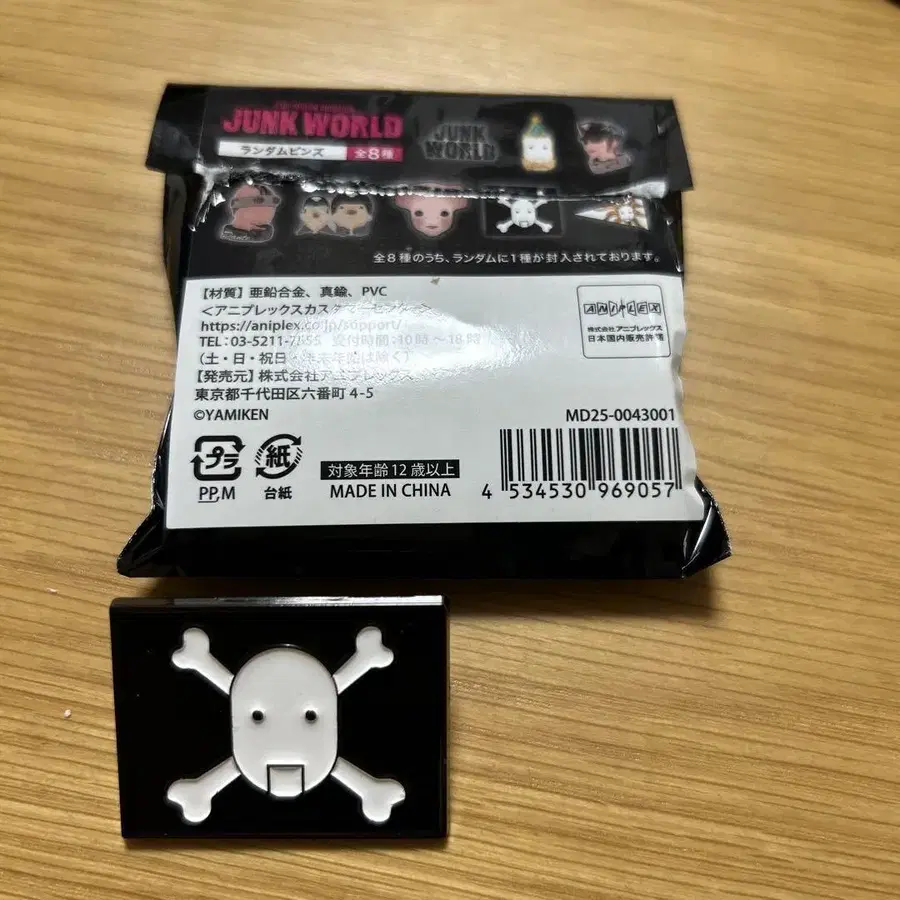 JUNK WORLD
ランダムピンズ 全8種
JUNK
WORLD
全8種のうち、ランダムに1種が封入されております。
【材質】亜鉛合金、真鍮、PVC
＜アニプレックスカスタマーセンター＞
https://aniplex.co.jp/support/
TEL：03-5211-7555 受付時間：10時～18時
（土・日・祝日・年末年始は除く）
【発売元】株式会社アニプレックス
東京都千代田区六番町 4-5
©YAMIKEN
ANIPLEX
株式会社アニプレックス
日本国内販売許諾
MD25-0043001
プラ
PP,M
紙
台紙
対象年齢12歳以上
MADE IN CHINA
4 534530 969057